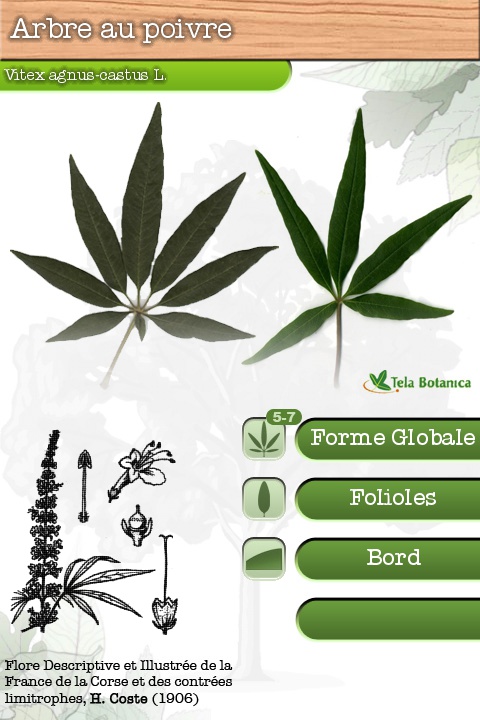 Arbre au poivre
Vitex agnus-castus L.
Tela Botanica
5-7
Forme Globale
Folioles
Bord
Flore Descriptive et Illustrée de la
France de la Corse et des contrées
limitrophes, H. Coste (1906)